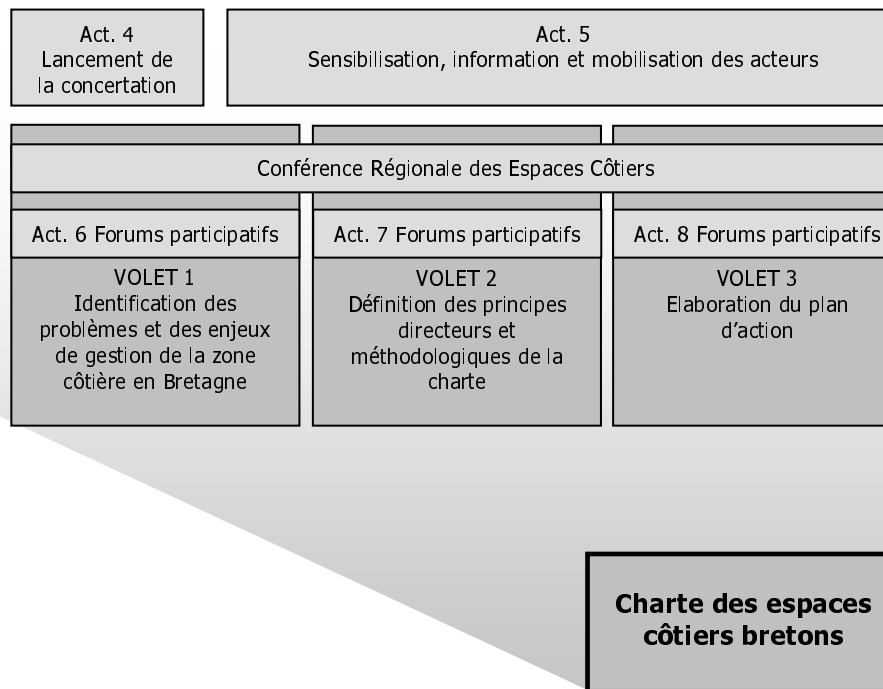 Act. 4
Lancement de
la concertation
Act. 5
Sensibilisation, information et mobilisation des acteurs
Conférence Régionale des Espaces Côtiers
Act. 6 Forums participatifs
VOLET 1
Identification des
problèmes et des enjeux
de gestion de la zone
côtière en Bretagne
Act. 7 Forums participatifs
VOLET 2
Définition des principes
directeurs et
méthodologiques de la
charte
Act. 8 Forums participatifs
VOLET 3
Elaboration du plan
d’action
Charte des espaces
côtiers bretons